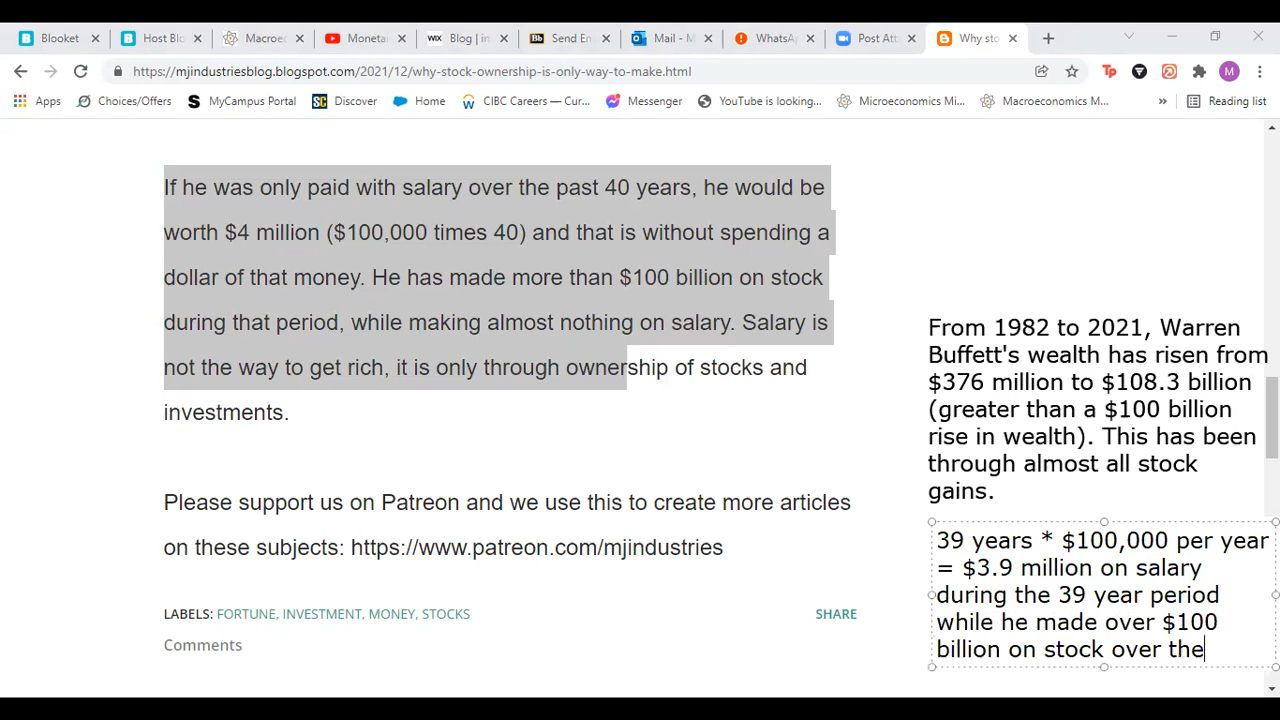 Blooket
Host Blo
Macroec
Monetar
WIX Blog | in
Bb Send En
Mail - M
WhatsAp
Post Att
Why sto
https://mjindustriesblog.blogspot.com/2021/12/why-stock-ownership-is-only-way-to-make.html
Tp
M
Apps
Choices/Offers
S MyCampus Portal
SC Discover
Home
CIBC Careers — Cur...
Messenger
YouTube is looking...
Microeconomics Mi...
Macroeconomics M...
»
Reading list
If he was only paid with salary over the past 40 years, he would be
worth $4 million ($100,000 times 40) and that is without spending a
dollar of that money. He has made more than $100 billion on stock
during that period, while making almost nothing on salary. Salary is
not the way to get rich, it is only through ownership of stocks and
investments.
Please support us on Patreon and we use this to create more articles
on these subjects: https://www.patreon.com/mjindustries
LABELS: FORTUNE, INVESTMENT, MONEY, STOCKS
SHARE
Comments
From 1982 to 2021, Warren
Buffett's wealth has risen from
$376 million to $108.3 billion
(greater than a $100 billion
rise in wealth). This has been
through almost all stock
gains.
39 years * $100,000 per year
= $3.9 million on salary
during the 39 year period
while he made over $100
billion on stock over the